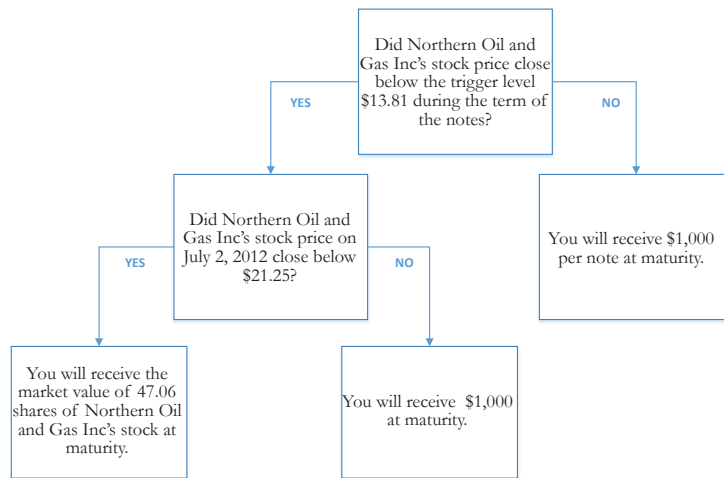 Did Northern Oil and
Gas Inc's stock price close
below the trigger level
$13.81 during the term of
the notes?
YES
NO
Did Northern Oil and
Gas Inc's stock price on
July 2, 2012 close below
$21.25?
You will receive $1,000
per note at maturity.
YES
NO
You will receive the
market value of 47.06
shares of Northern Oil
and Gas Inc's stock at
maturity.
You will receive $1,000
at maturity.